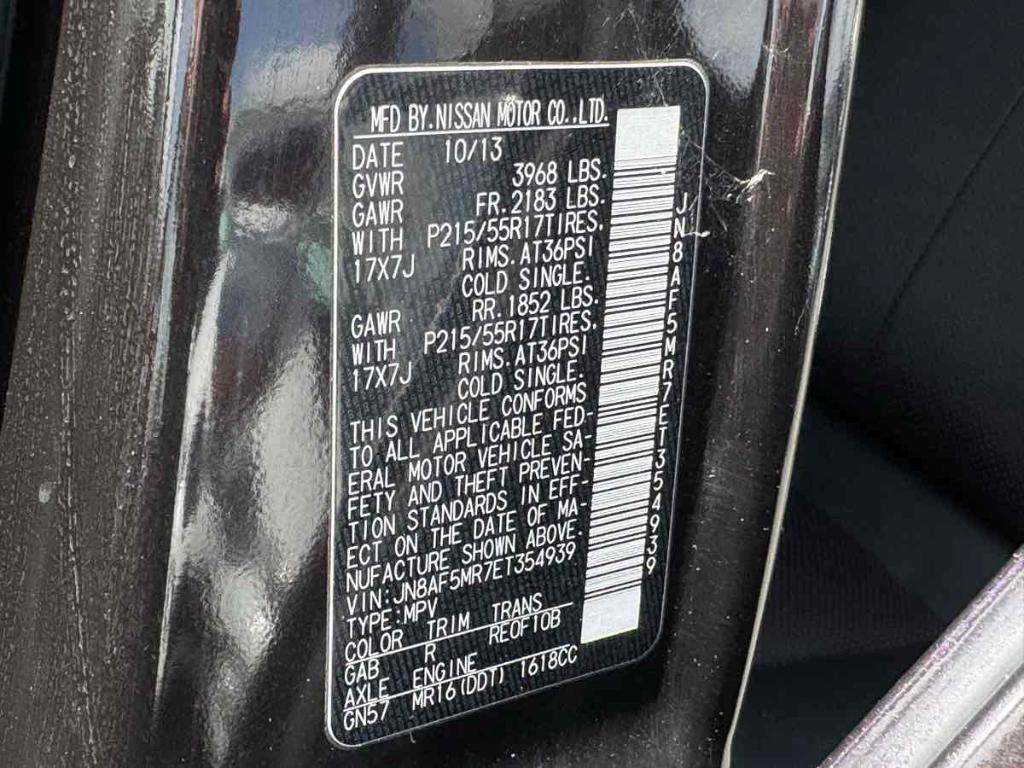 MFD BY.NISSAN MOTOR CO.,LTD.
DATE 10/13
GVWR 3968 LBS.
GAWR FR.2183 LBS.
WITH P215/55R17TIRES.
17X7J RIMS.AT36PSI
COLD SINGLE.
GAWR RR.1852 LBS.
WITH P215/55R17TIRES.
17X7J RIMS.AT36PSI
COLD SINGLE.
THIS VEHICLE CONFORMS
TO ALL APPLICABLE FED-
ERAL MOTOR VEHICLE SA-
FETY AND THEFT PREVEN-
TION STANDARDS IN EFF-
ECT ON THE DATE OF MA-
NUFACTURE SHOWN ABOVE.
VIN:JN8AF5MR7ET354939
TYPE:MPV
COLOR TRIM TRANS
GAB R REOF10B
AXLE ENGINE
GN57 MR16(DDT) 1618CC
JN8AF5MR7ET354939